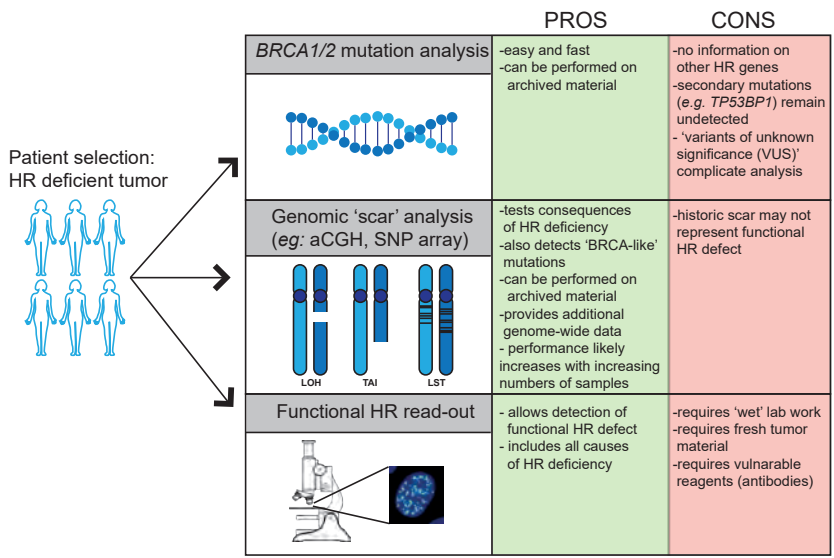 PROS
CONS
Patient selection:
HR deficient tumor
BRCA1/2 mutation analysis
-easy and fast
-can be performed on
archived material
-no information on
other HR genes
-secondary mutations
(e.g. TP53BP1) remain
undetected
- ‘variants of unknown
significance (VUS)’
complicate analysis
Genomic ‘scar’ analysis
(eg: aCGH, SNP array)
LOH
TAI
LST
-tests consequences
of HR deficiency
-also detects ‘BRCA-like’
mutations
-can be performed on
archived material
-provides additional
genome-wide data
- performance likely
increases with increasing
numbers of samples
-historic scar may not
represent functional
HR defect
Functional HR read-out
- allows detection of
functional HR defect
- includes all causes
of HR deficiency
-requires ‘wet’ lab work
-requires fresh tumor
material
-requires vulnarable
reagents (antibodies)